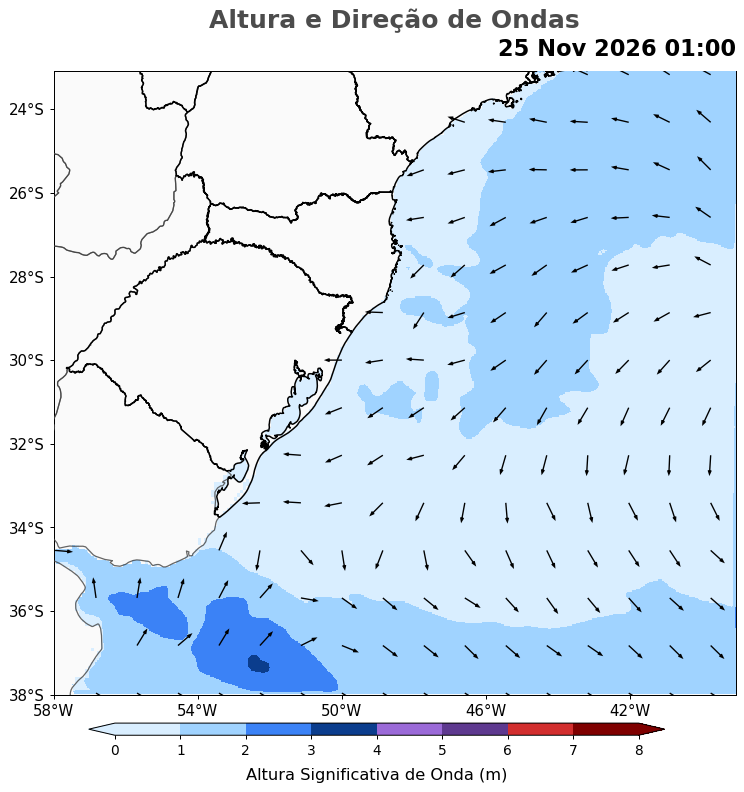 Altura e Direção de Ondas
25 Nov 2026 01:00
24°S
26°S
28°S
30°S
32°S
34°S
36°S
38°S
58°W 54°W 50°W 46°W 42°W
0 1 2 3 4 5 6 7 8
Altura Significativa de Onda (m)